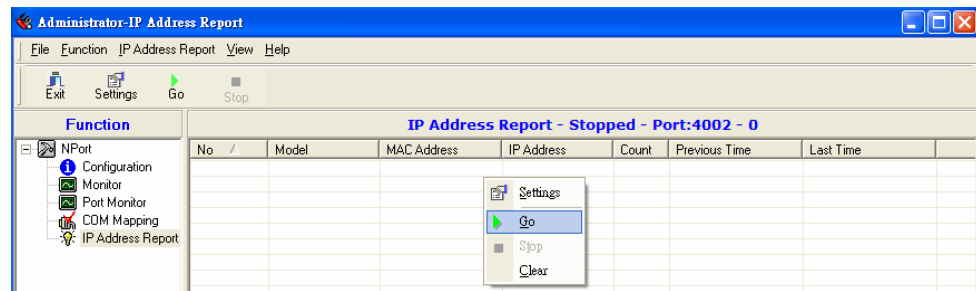 Administrator-IP Address Report
File Function IP Address Report View Help
Exit Settings Go Stop
Function
IP Address Report - Stopped - Port:4002 - 0
No Model MAC Address IP Address Count Previous Time Last Time
NPort
Configuration
Monitor
Port Monitor
COM Mapping
IP Address Report
Settings
Go
Stop
Clear